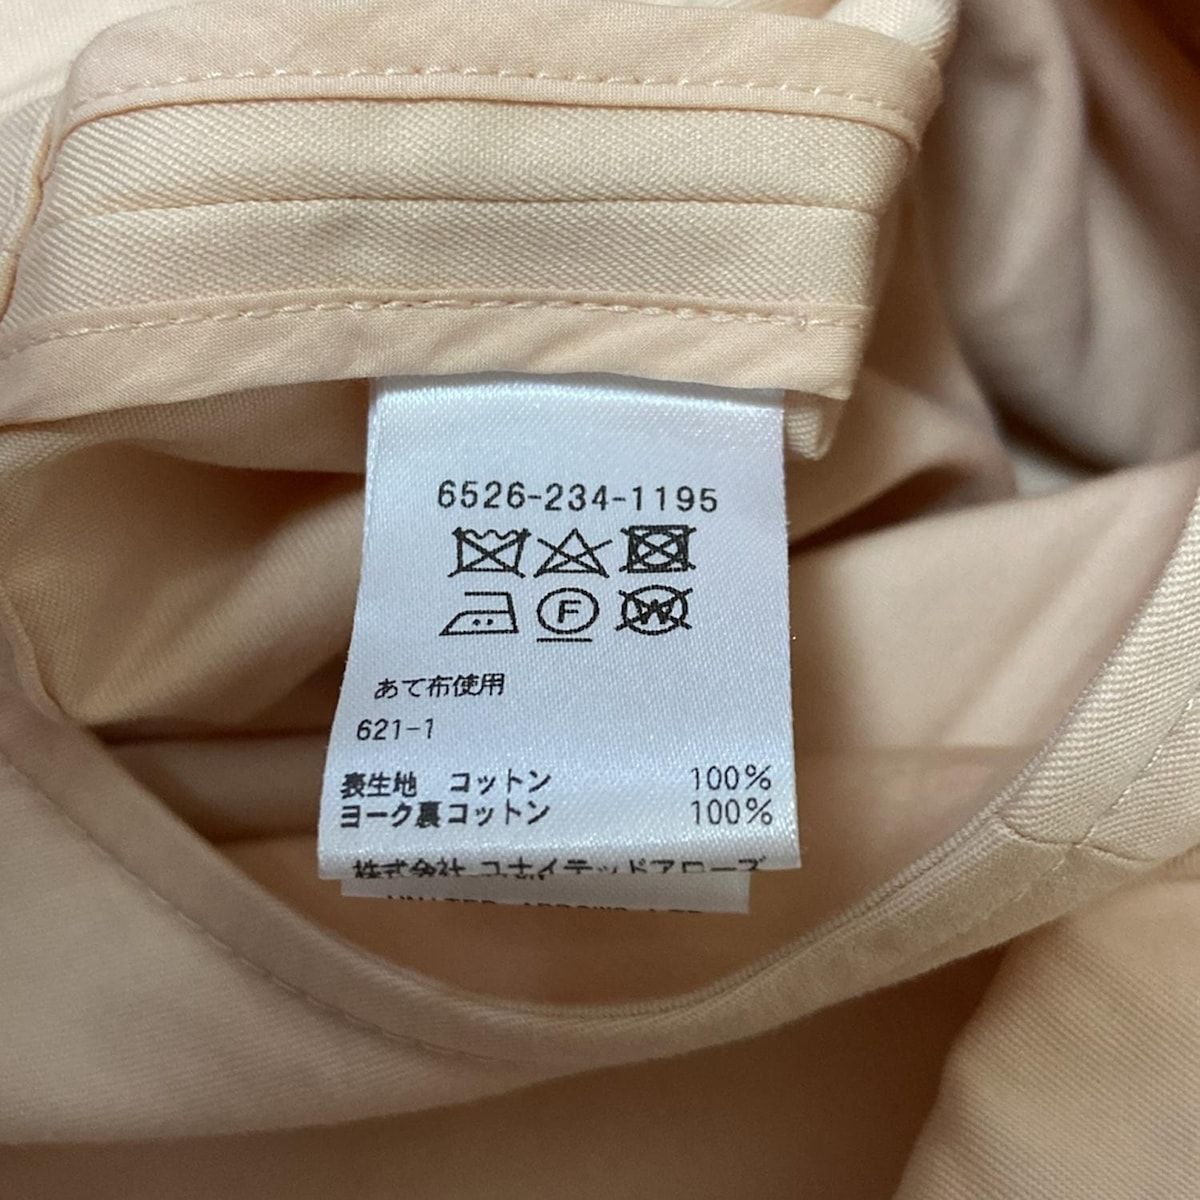 6526-234-1195
F
W
あて布使用
621-1
表生地 コットン 100%
ヨーク裏コットン 100%
株式会社 ユナイテッドアローズ